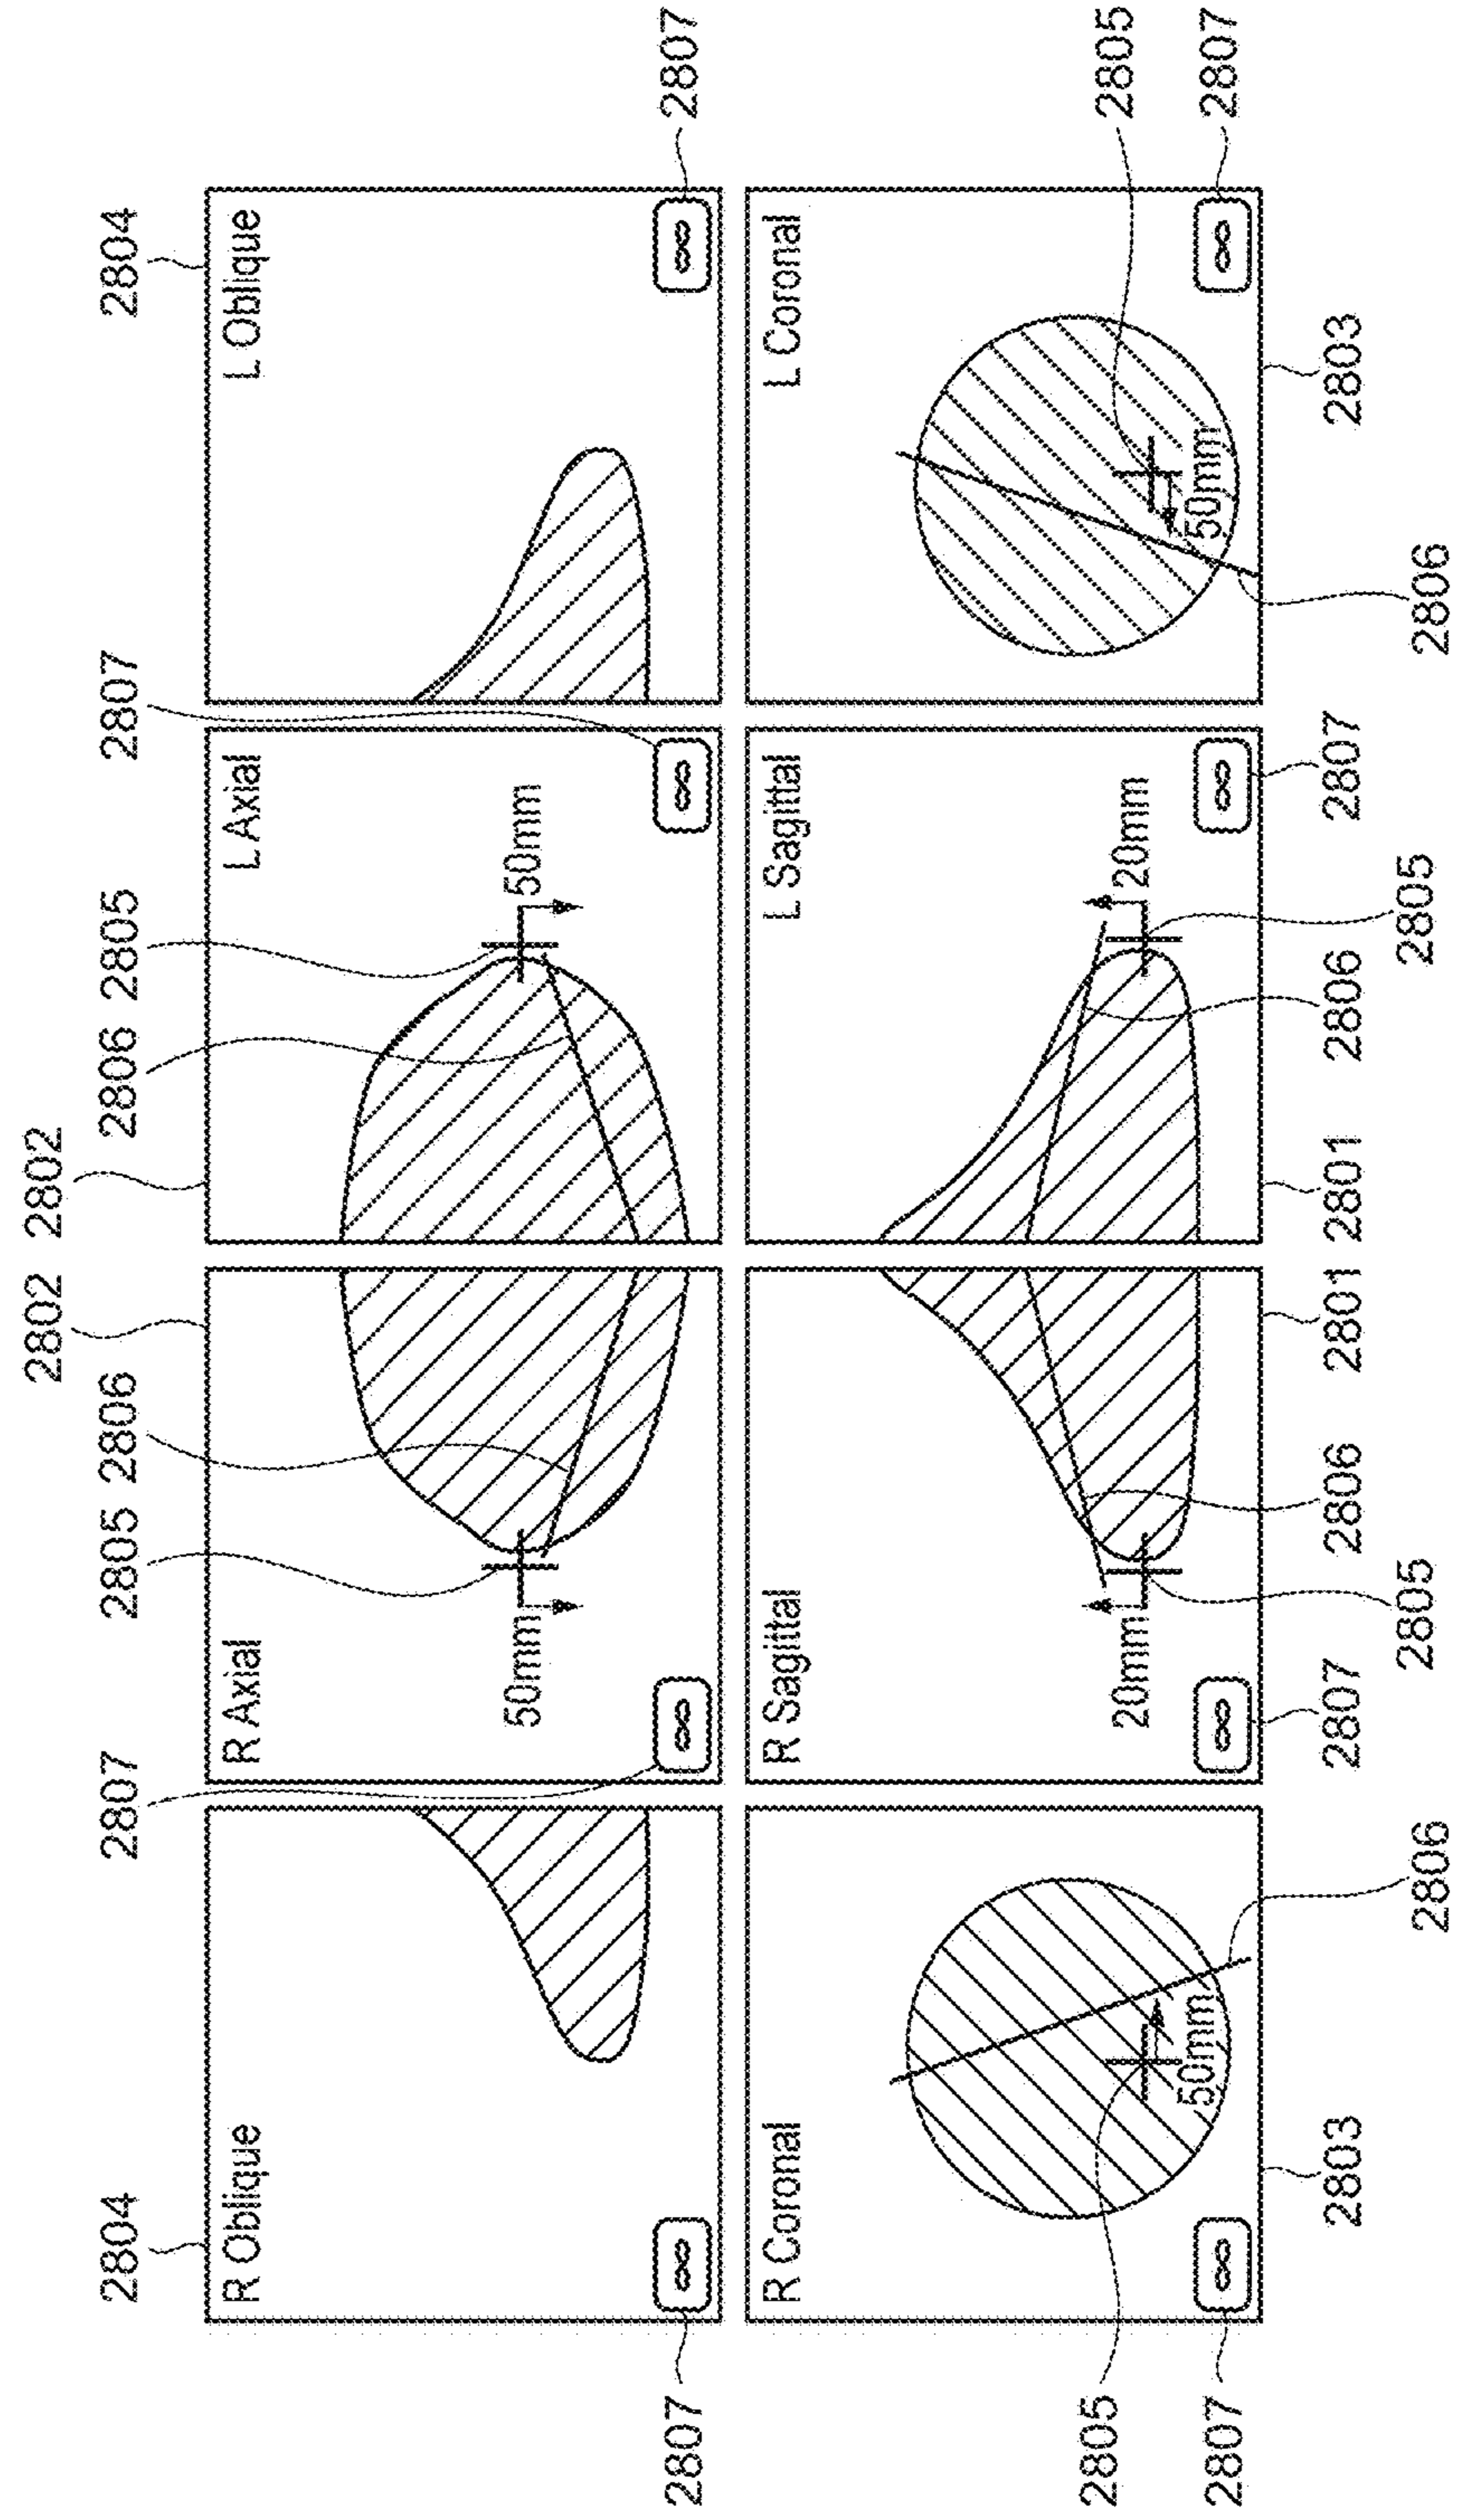 2802 2802
2804 2807 2805 2806 2806 2805 2807 2804
R Oblique R Axial L Axial L Oblique
50mm 50mm
2807 2807
R Coronal R Sagittal L Sagittal L Coronal
2805 20mm 20mm 2805
50mm 50mm
2807 2807
2803 2807 2806 2801 2801 2806 2807 2803
2806 2805 2805 2806